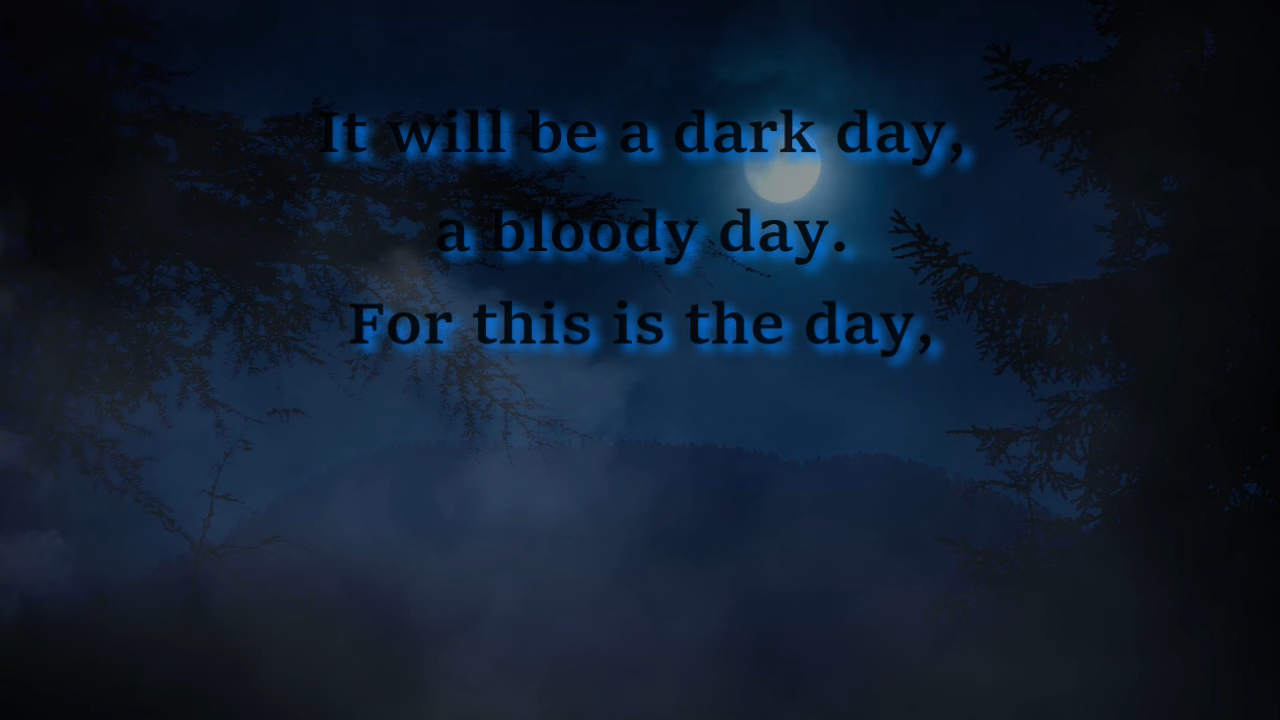 It will be a dark day,
a bloody day.
For this is the day,